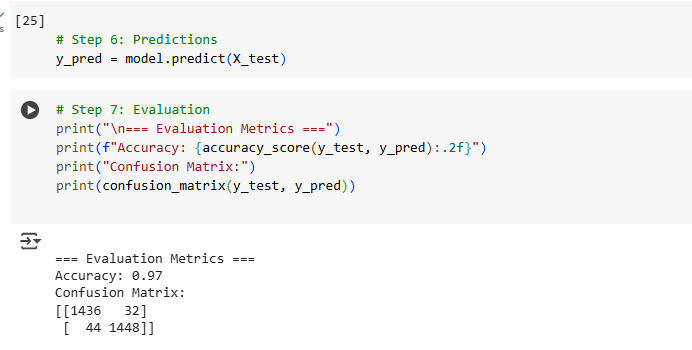 [25]
# Step 6: Predictions
y_pred = model.predict(X_test)
# Step 7: Evaluation
print("\n=== Evaluation Metrics ===")
print(f"Accuracy: {accuracy_score(y_test, y_pred):.2f}")
print("Confusion Matrix:")
print(confusion_matrix(y_test, y_pred))
=== Evaluation Metrics ===
Accuracy: 0.97
Confusion Matrix:
[[1436   32]
 [  44 1448]]